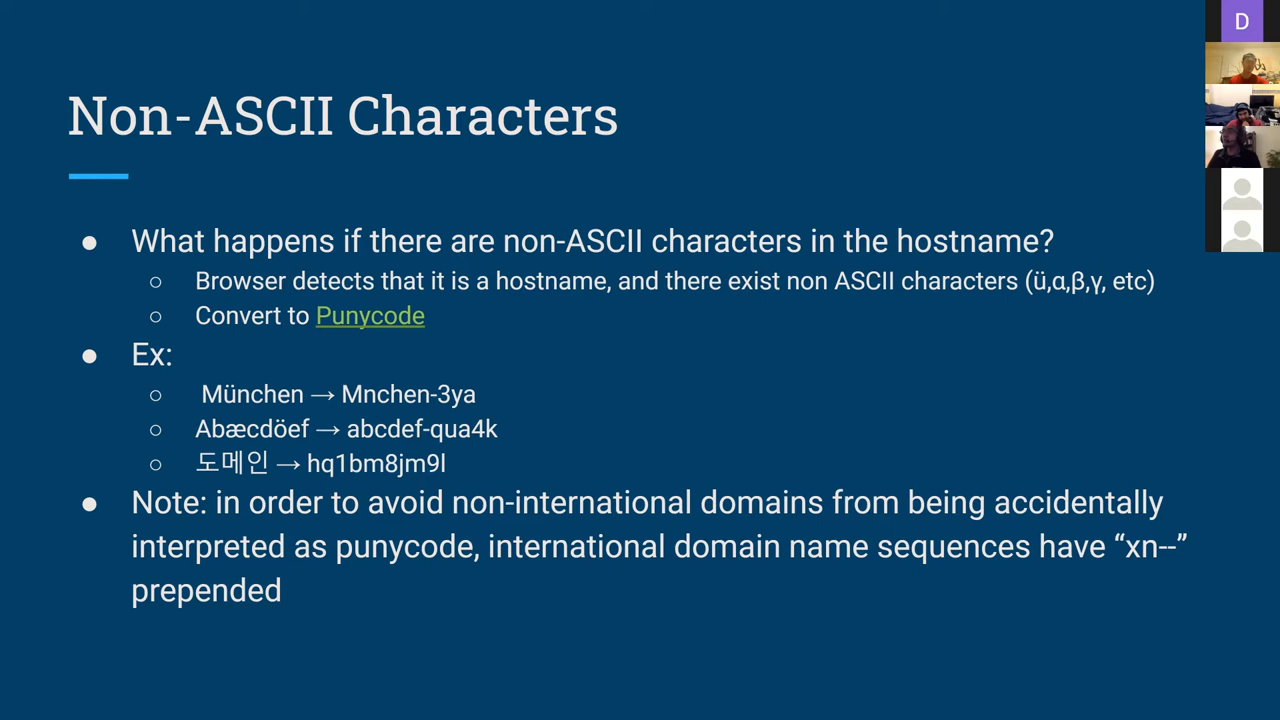 D
Non-ASCII Characters
● What happens if there are non-ASCII characters in the hostname?
○ Browser detects that it is a hostname, and there exist non ASCII characters (ü,α,β,γ, etc)
○ Convert to Punycode
● Ex:
○ München → Mnchen-3ya
○ Abæcdöef → abcdef-qua4k
○ 도메인 → hq1bm8jm9l
● Note: in order to avoid non-international domains from being accidentally
interpreted as punycode, international domain name sequences have “xn--”
prepended